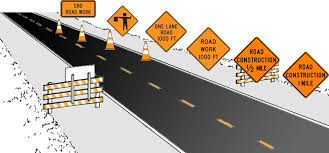 END
ROAD WORK
ONE LANE
ROAD
1000 FT
ROAD
WORK
1000 FT
ROAD
CONSTRUCTION
½ MILE
ROAD
CONSTRUCTION
1 MILE